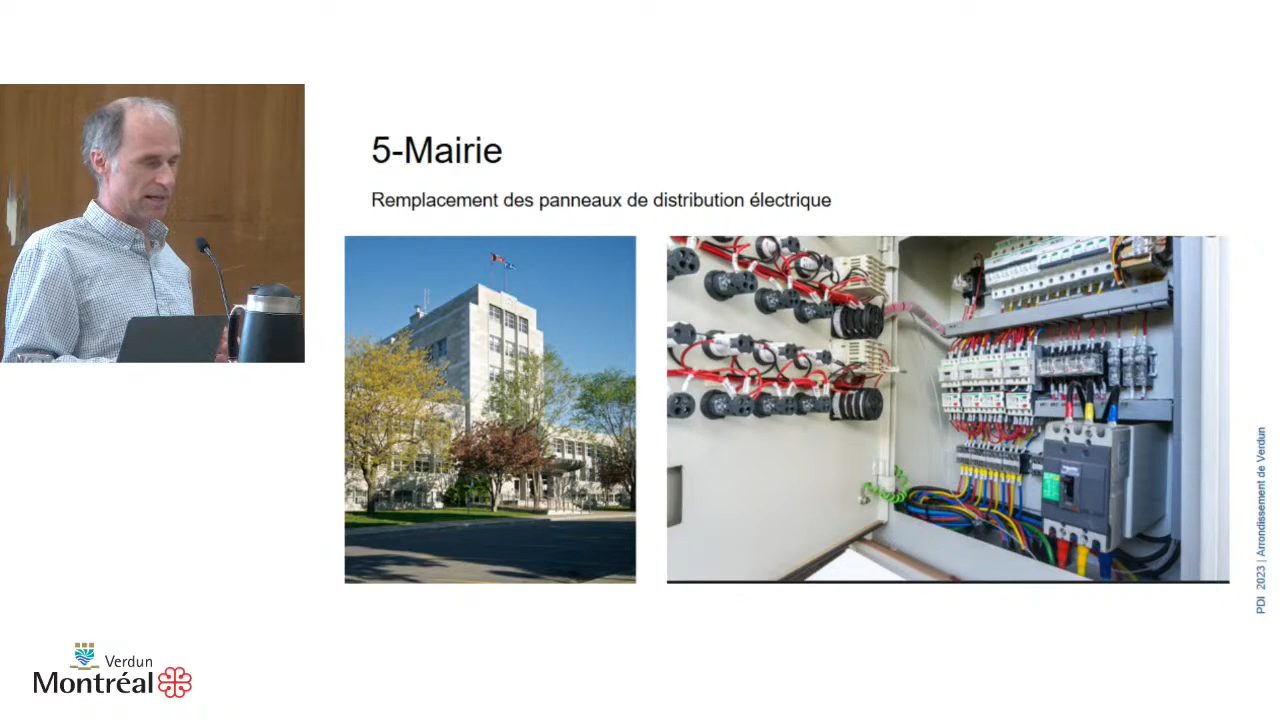 5-Mairie
Remplacement des panneaux de distribution électrique
PDI 2023 | Arrondissement de Verdun
Verdun
Montréal